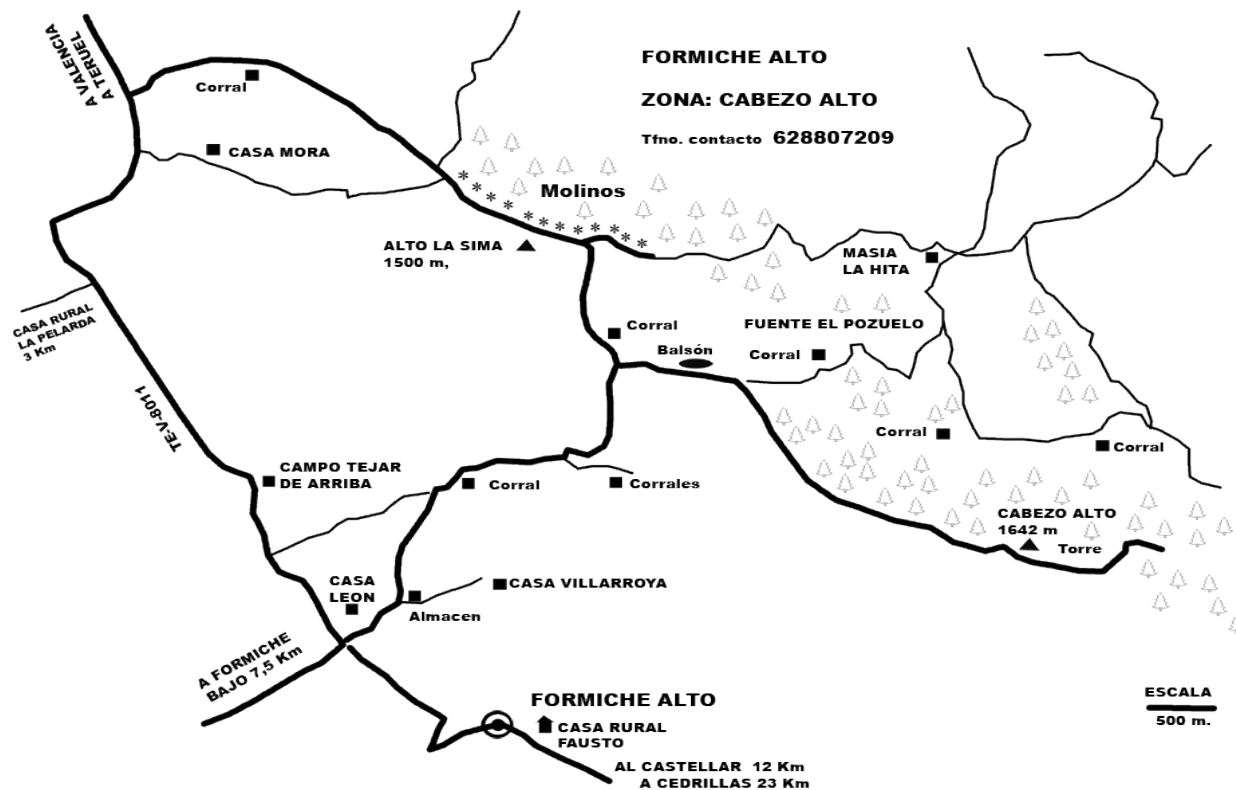 A VALENCIA
A TERUEL
Corral
CASA MORA
FORMICHE ALTO
ZONA: CABEZO ALTO
Tfno. contacto 628807209
Molinos
ALTO LA SIMA
1500 m,
MASIA
LA HITA
CASA RURAL
LA PELARDA
3 Km
Corral
Balsón
FUENTE EL POZUELO
Corral
TE-V-8011
Corral
Corral
CAMPO TEJAR
DE ARRIBA
Corral
Corrales
CABEZO ALTO
1642 m
Torre
CASA
LEON
Almacen
CASA VILLARROYA
A FORMICHE
BAJO 7,5 Km
FORMICHE ALTO
CASA RURAL
FAUSTO
ESCALA
500 m.
AL CASTELLAR 12 Km
A CEDRILLAS 23 Km